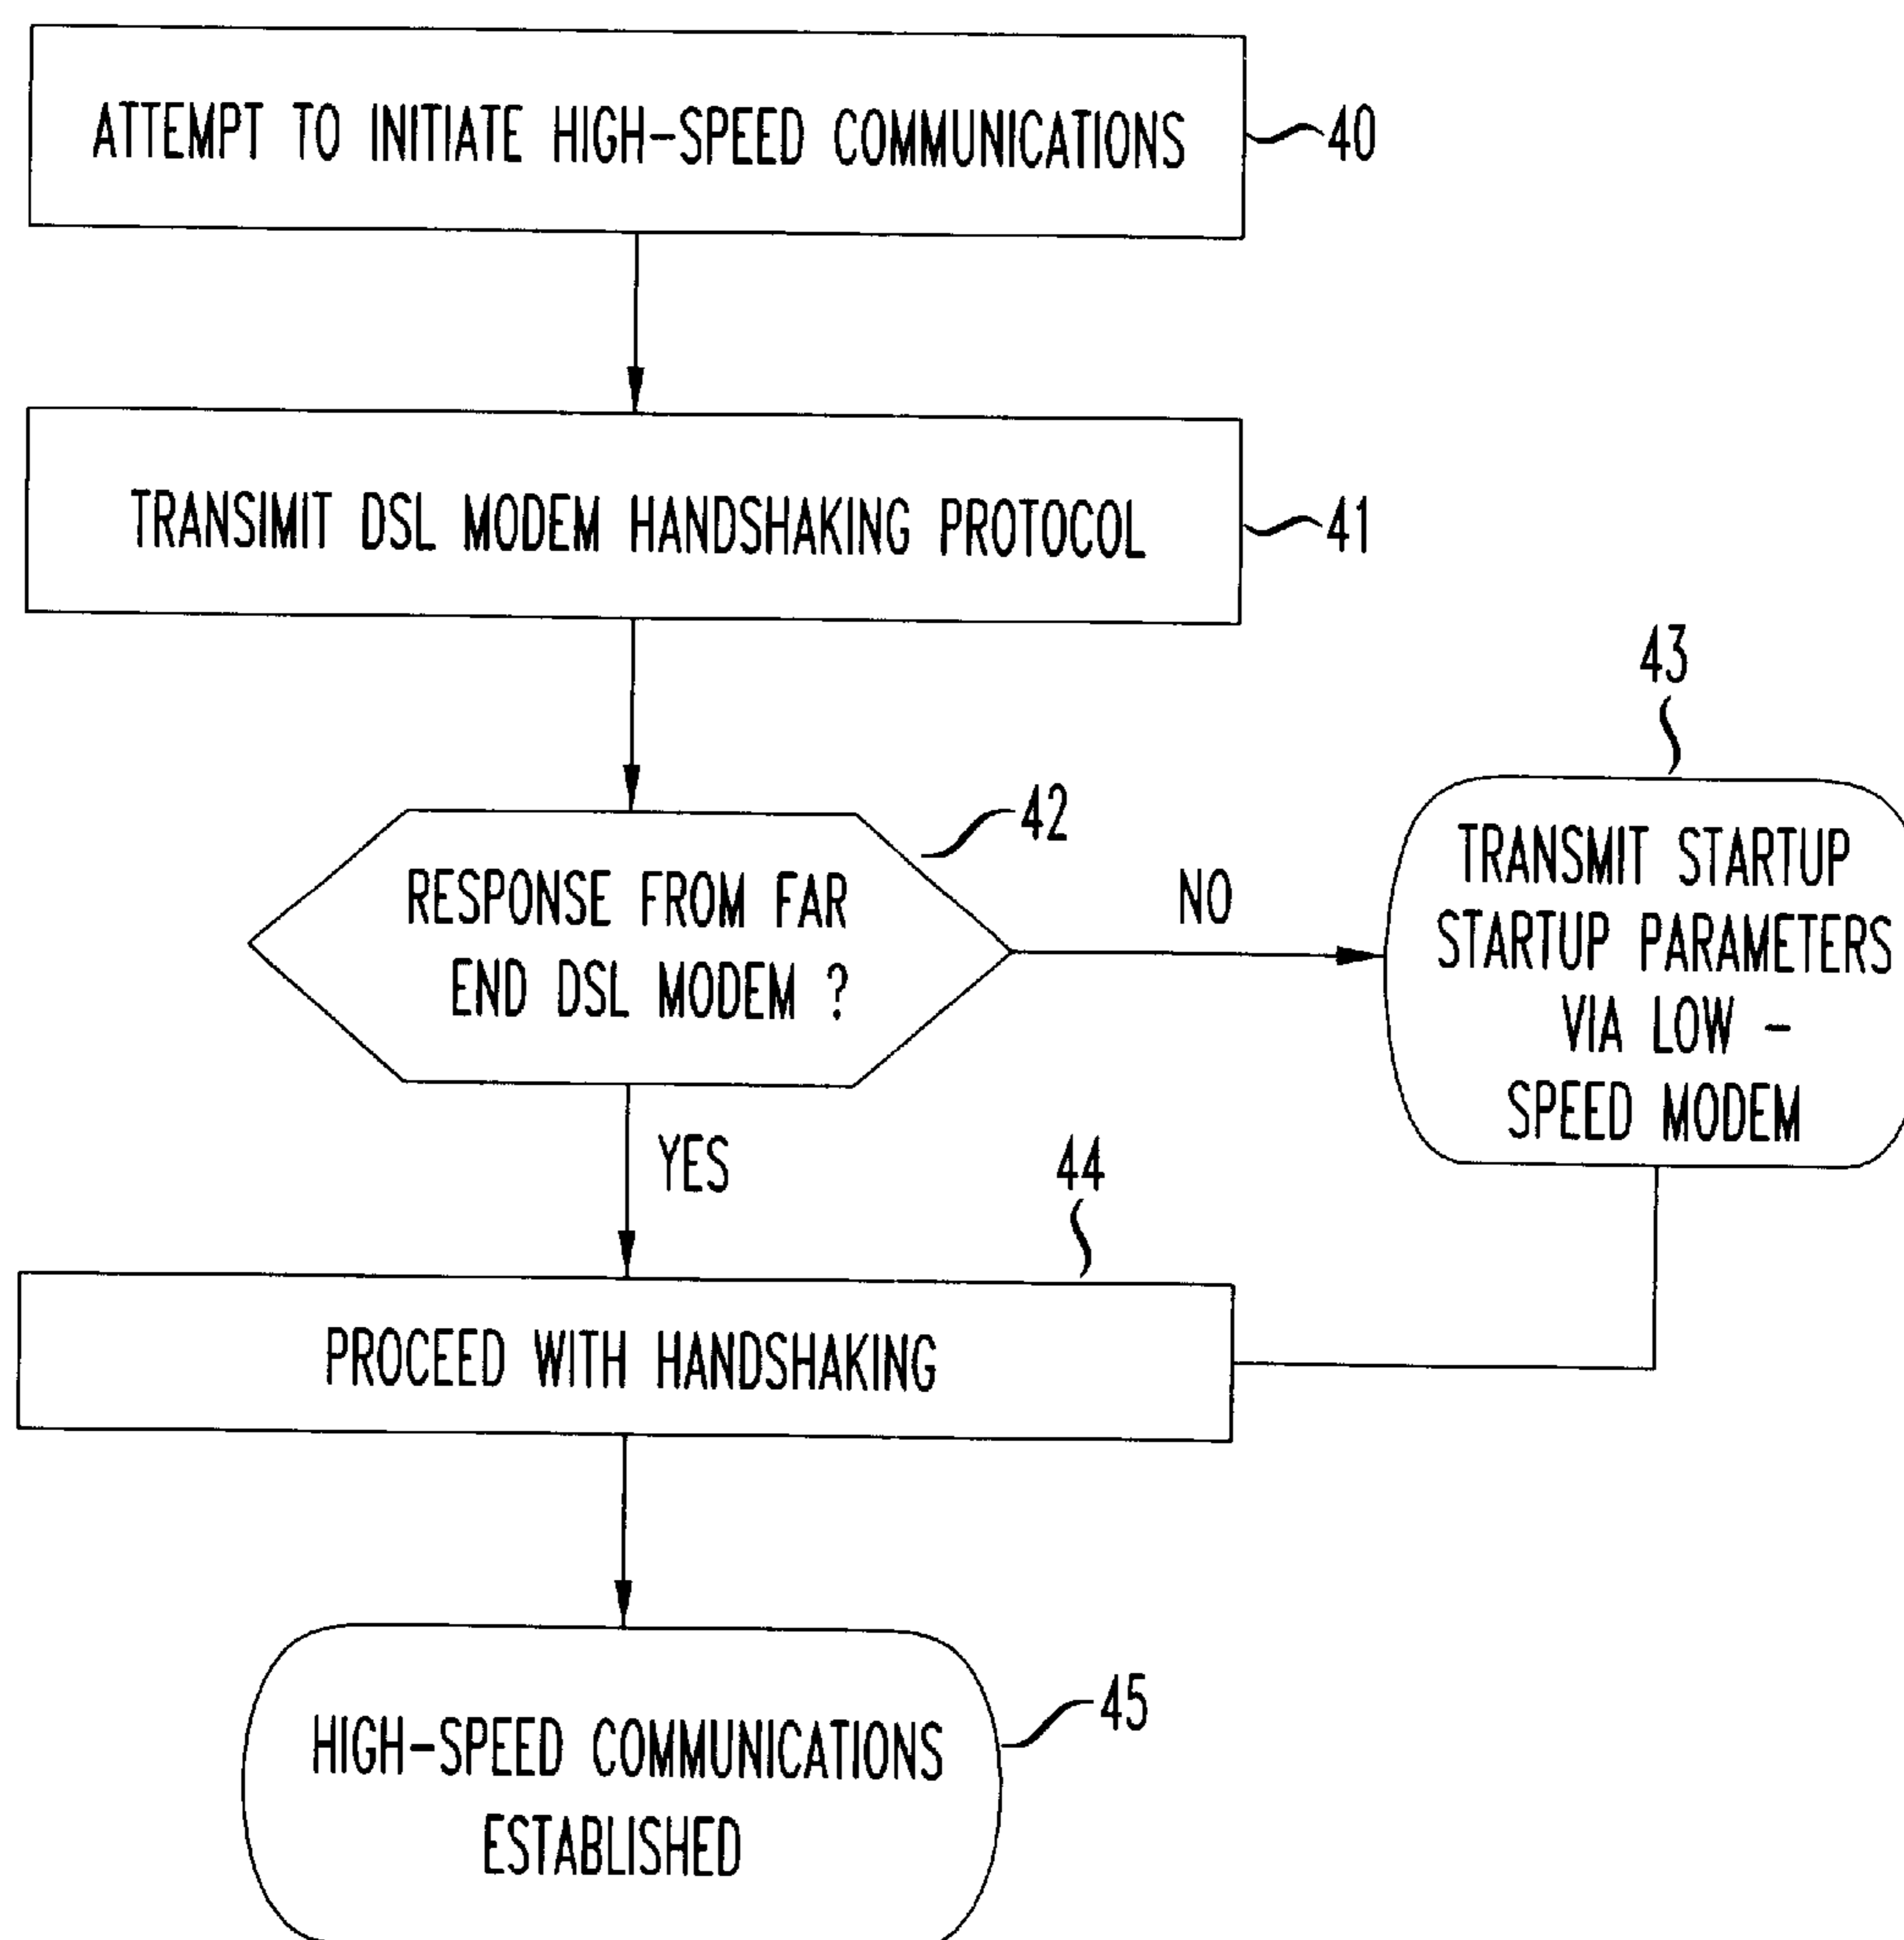 ATTEMPT TO INITIATE HIGH-SPEED COMMUNICATIONS
40
TRANSIMIT DSL MODEM HANDSHAKING PROTOCOL
41
43
42
RESPONSE FROM FAR
END DSL MODEM ?
NO
TRANSMIT STARTUP
STARTUP PARAMETERS
VIA LOW -
SPEED MODEM
YES
44
PROCEED WITH HANDSHAKING
45
HIGH-SPEED COMMUNICATIONS
ESTABLISHED